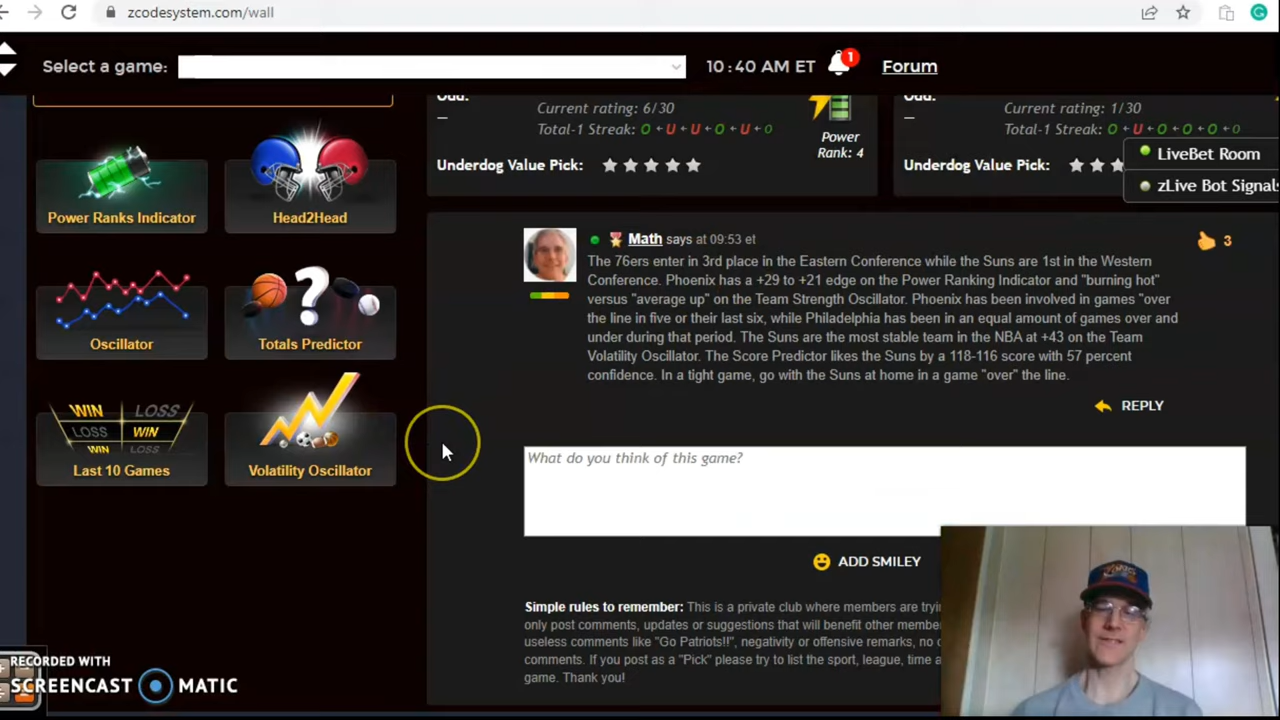 zcodesystem.com/wall
Select a game:
10:40 AM ET
1
Forum
Odd:
Current rating: 6/30
Total-1 Streak: O ← U ← U ← O ← U ← O
Power
Rank: 4
Underdog Value Pick:
Odd:
Current rating: 1/30
Total-1 Streak: O ← U ← O ← O ← O ← O
Underdog Value Pick:
LiveBet Room
zLive Bot Signals
Power Ranks Indicator
Head2Head
Oscillator
?
Totals Predictor
WIN LOSS
LOSS WIN
WIN LOSS
Last 10 Games
Volatility Oscillator
Math says at 09:53 et
3
The 76ers enter in 3rd place in the Eastern Conference while the Suns are 1st in the Western
Conference. Phoenix has a +29 to +21 edge on the Power Ranking Indicator and "burning hot"
versus "average up" on the Team Strength Oscillator. Phoenix has been involved in games "over
the line in five or their last six, while Philadelphia has been in an equal amount of games over and
under during that period. The Suns are the most stable team in the NBA at +43 on the Team
Volatility Oscillator. The Score Predictor likes the Suns by a 118-116 score with 57 percent
confidence. In a tight game, go with the Suns at home in a game "over" the line.
REPLY
What do you think of this game?
ADD SMILEY
Simple rules to remember: This is a private club where members are tryi
only post comments, updates or suggestions that will benefit other membe
useless comments like "Go Patriots!!", negativity or offensive remarks, no
comments. If you post as a "Pick" please try to list the sport, league, time a
game. Thank you!
RECORDED WITH
SCREENCAST MATIC